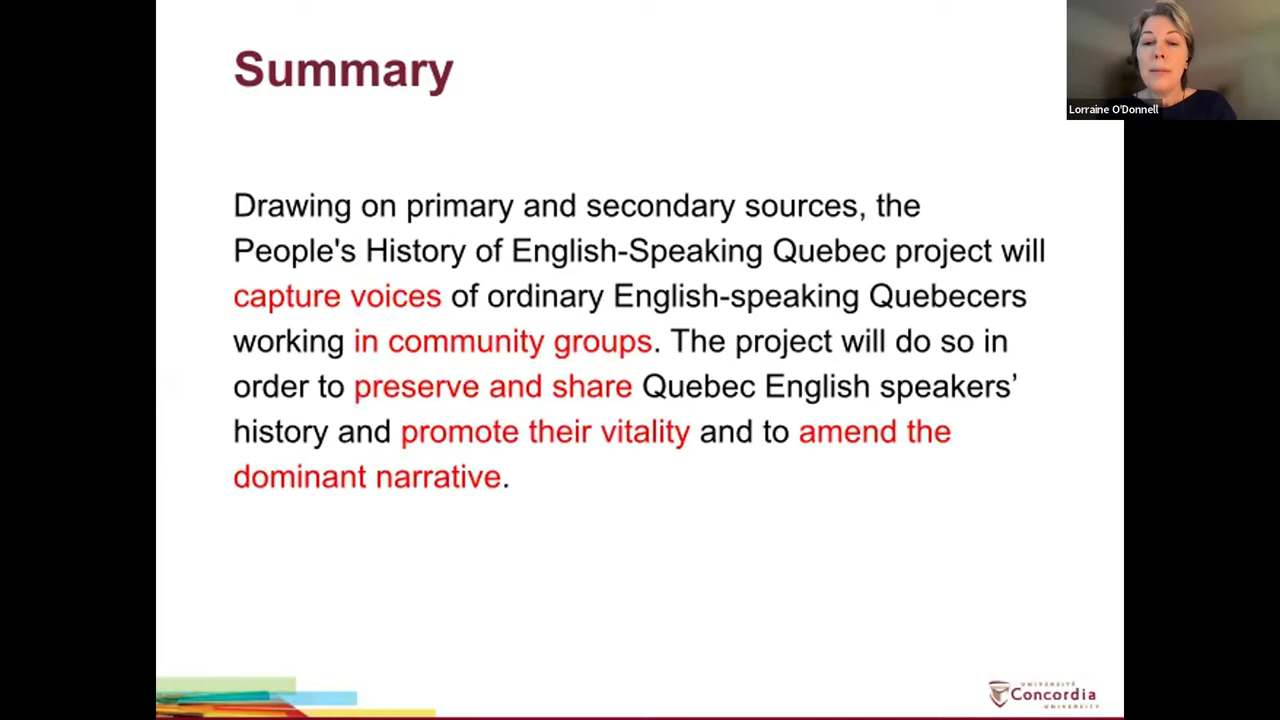 Summary
Lorraine O'Donnell
Drawing on primary and secondary sources, the
People's History of English-Speaking Quebec project will
capture voices of ordinary English-speaking Quebecers
working in community groups. The project will do so in
order to preserve and share Quebec English speakers’
history and promote their vitality and to amend the
dominant narrative.
UNIVERSITÉ
Concordia
UNIVERSITY